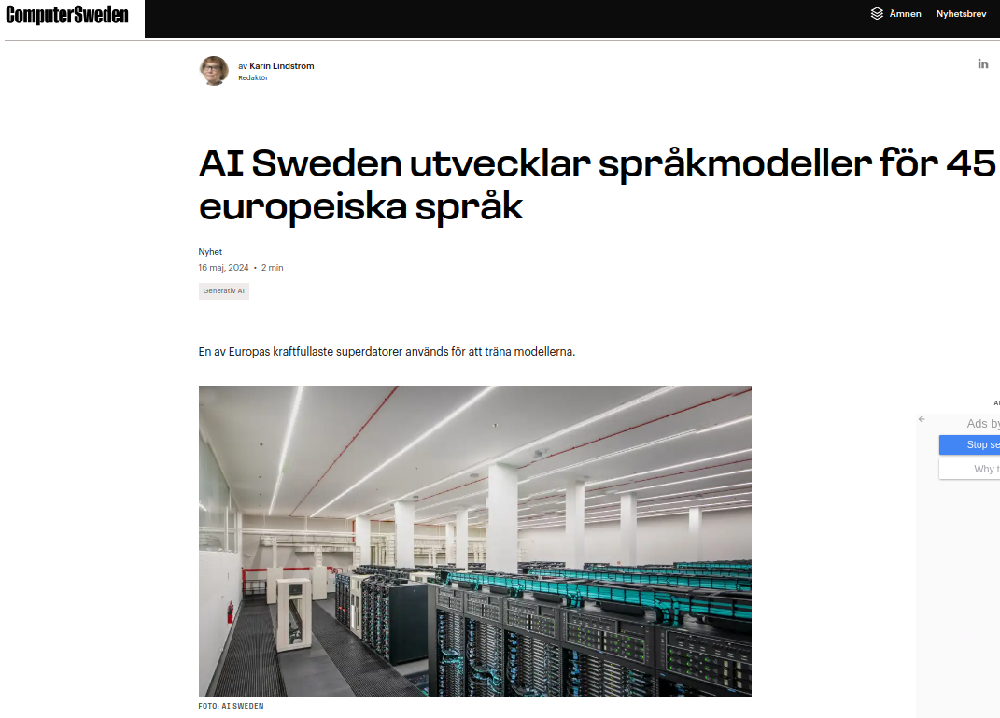 ComputerSweden
Ämnen Nyhetsbrev
av Karin Lindström
Redaktör
in
AI Sweden utvecklar språkmodeller för 45
europeiska språk
Nyhet
16 maj, 2024 • 2 min
Generativ AI
En av Europas kraftfullaste superdatorer används för att träna modellerna.
Ads by
Stop se
Why t
FOTO: AI SWEDEN